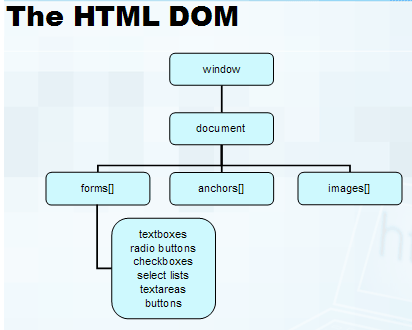 The HTML DOM
window
document
forms[]
anchors[]
images[]
textboxes
radio buttons
checkboxes
select lists
textareas
buttons